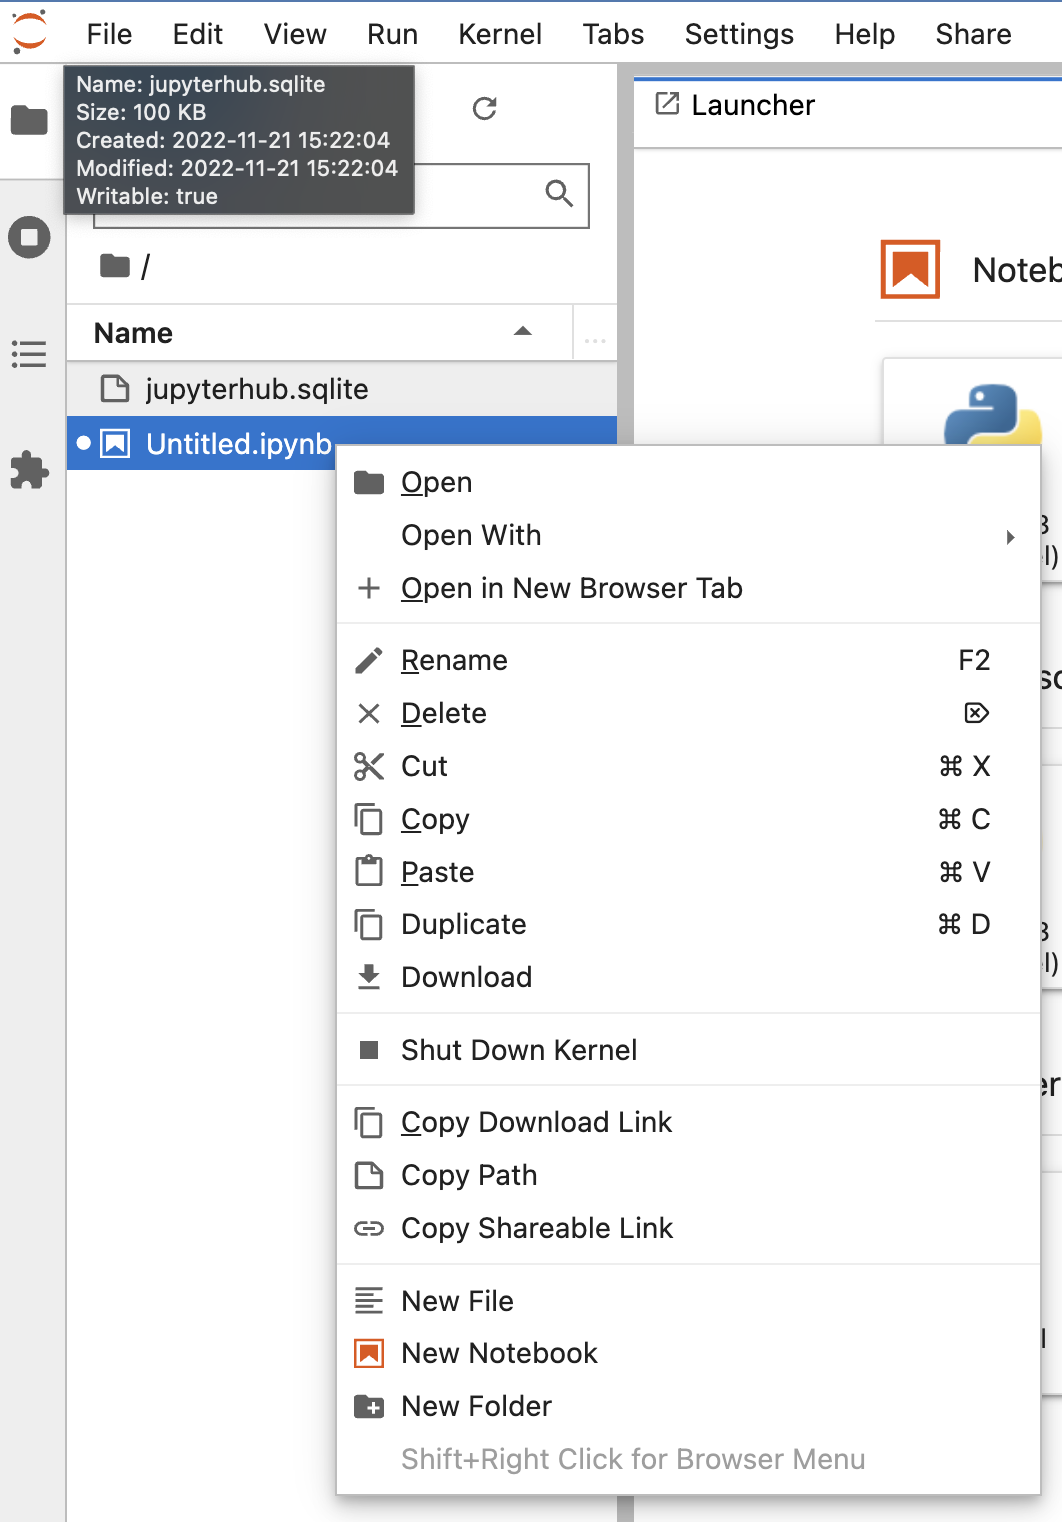 File Edit View Run Kernel Tabs Settings Help Share
Name: jupyterhub.sqlite
Size: 100 KB
Created: 2022-11-21 15:22:04
Modified: 2022-11-21 15:22:04
Writable: true
Launcher
/
Name ...
jupyterhub.sqlite
Untitled.ipynb
Open
Open With
Open in New Browser Tab
Rename F2
Delete
Cut ⌘ X
Copy ⌘ C
Paste ⌘ V
Duplicate ⌘ D
Download
Shut Down Kernel
Copy Download Link
Copy Path
Copy Shareable Link
New File
New Notebook
New Folder
Shift+Right Click for Browser Menu